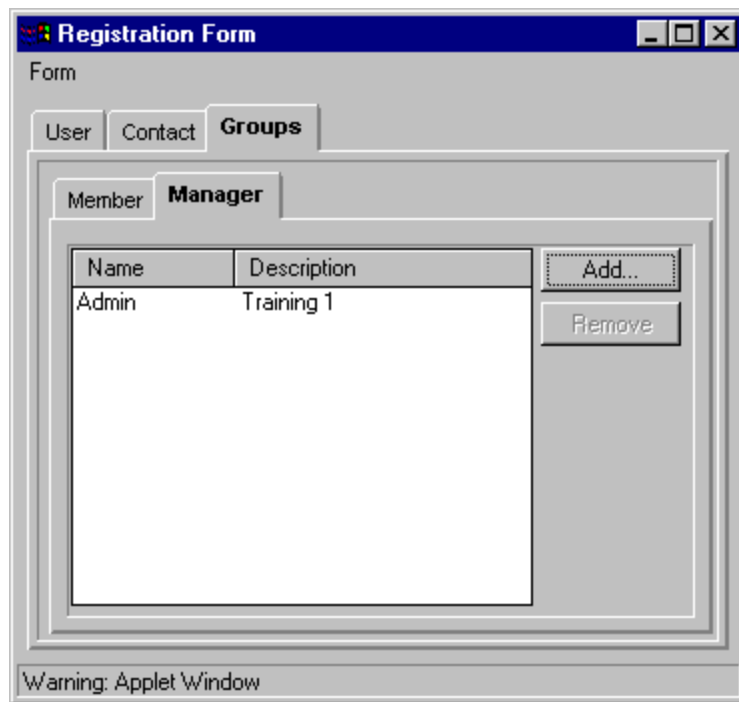 Registration Form
Form
User Contact Groups
Member Manager
Name Description Add...
Admin Training 1
Remove
Warning: Applet Window